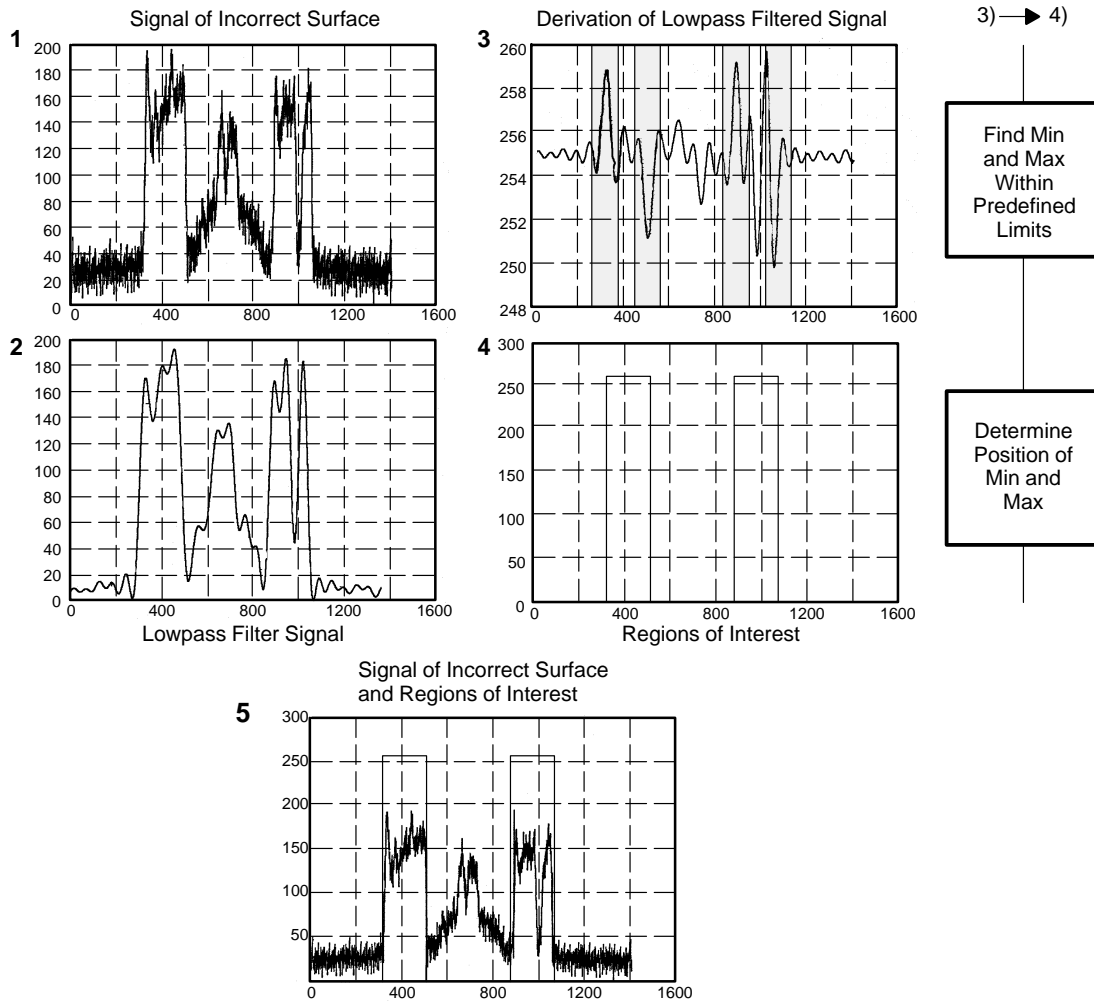 Signal of Incorrect Surface
1
200
180
160
140
120
100
80
60
40
20
0
0 400 800 1200 1600
Derivation of Lowpass Filtered Signal
3
260
258
256
254
252
250
248
0 400 800 1200 1600
3) 4)
Find Min
and Max
Within
Predefined
Limits
2
200
180
160
140
120
100
80
60
40
20
0
0 400 800 1200 1600
Lowpass Filter Signal
4
300
250
200
150
100
50
0
0 400 800 1200 1600
Regions of Interest
Determine
Position of
Min and
Max
Signal of Incorrect Surface
and Regions of Interest
5
300
250
200
150
100
50
0 400 800 1200 1600